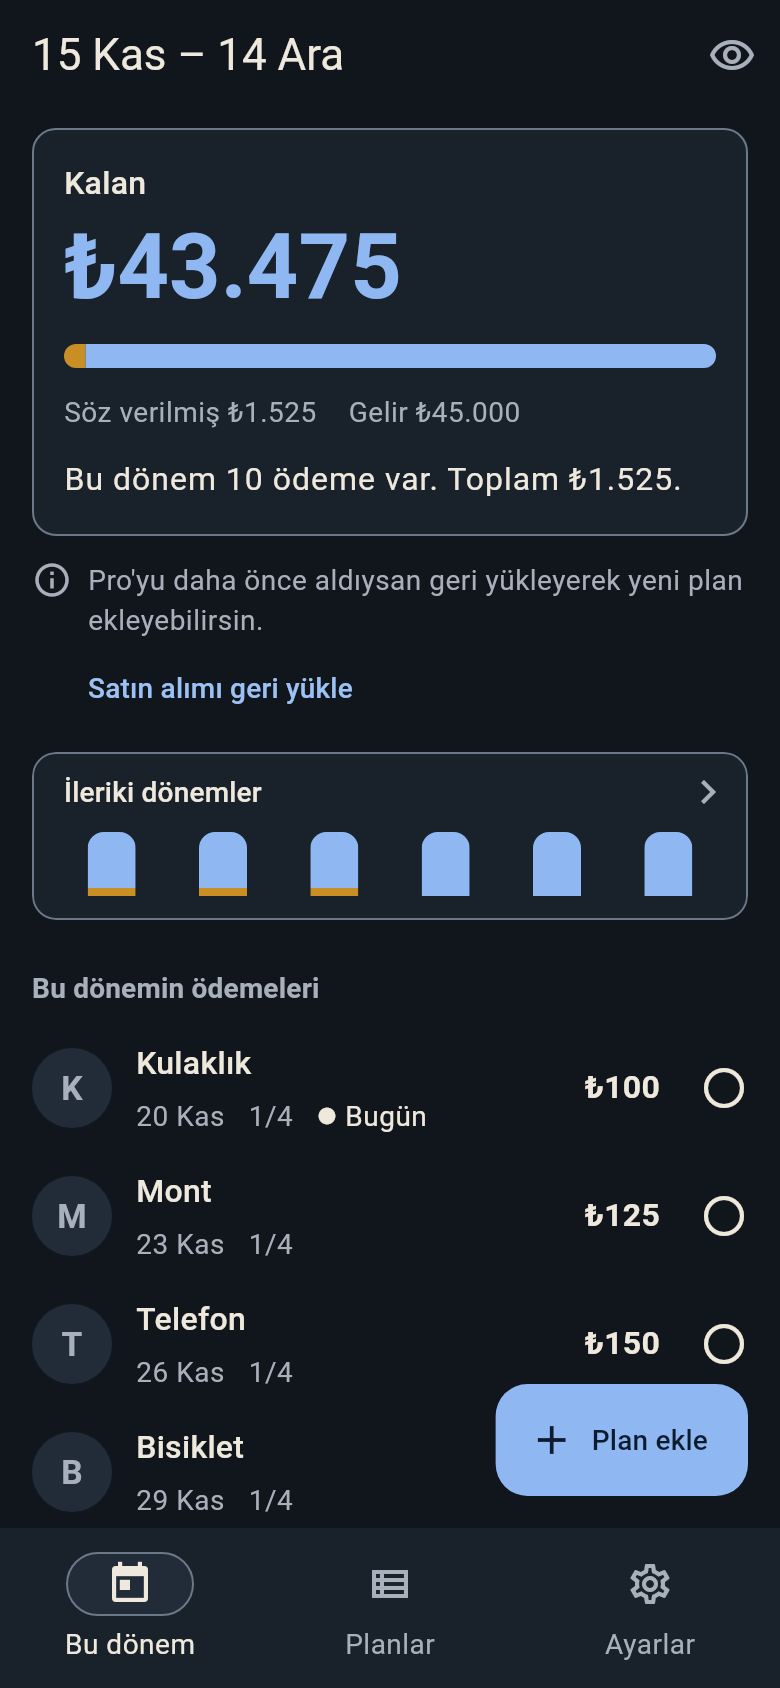 15 Kas – 14 Ara
Kalan
₺43.475
Söz verilmiş ₺1.525 Gelir ₺45.000
Bu dönem 10 ödeme var. Toplam ₺1.525.
Pro'yu daha önce aldıysan geri yükleyerek yeni plan
ekleyebilirsin.
Satın alımı geri yükle
İleriki dönemler
Bu dönemin ödemeleri
K
Kulaklık
20 Kas 1/4 Bugün
₺100
M
Mont
23 Kas 1/4
₺125
T
Telefon
26 Kas 1/4
₺150
B
Bisiklet
29 Kas 1/4
Plan ekle
Bu dönem
Planlar
Ayarlar